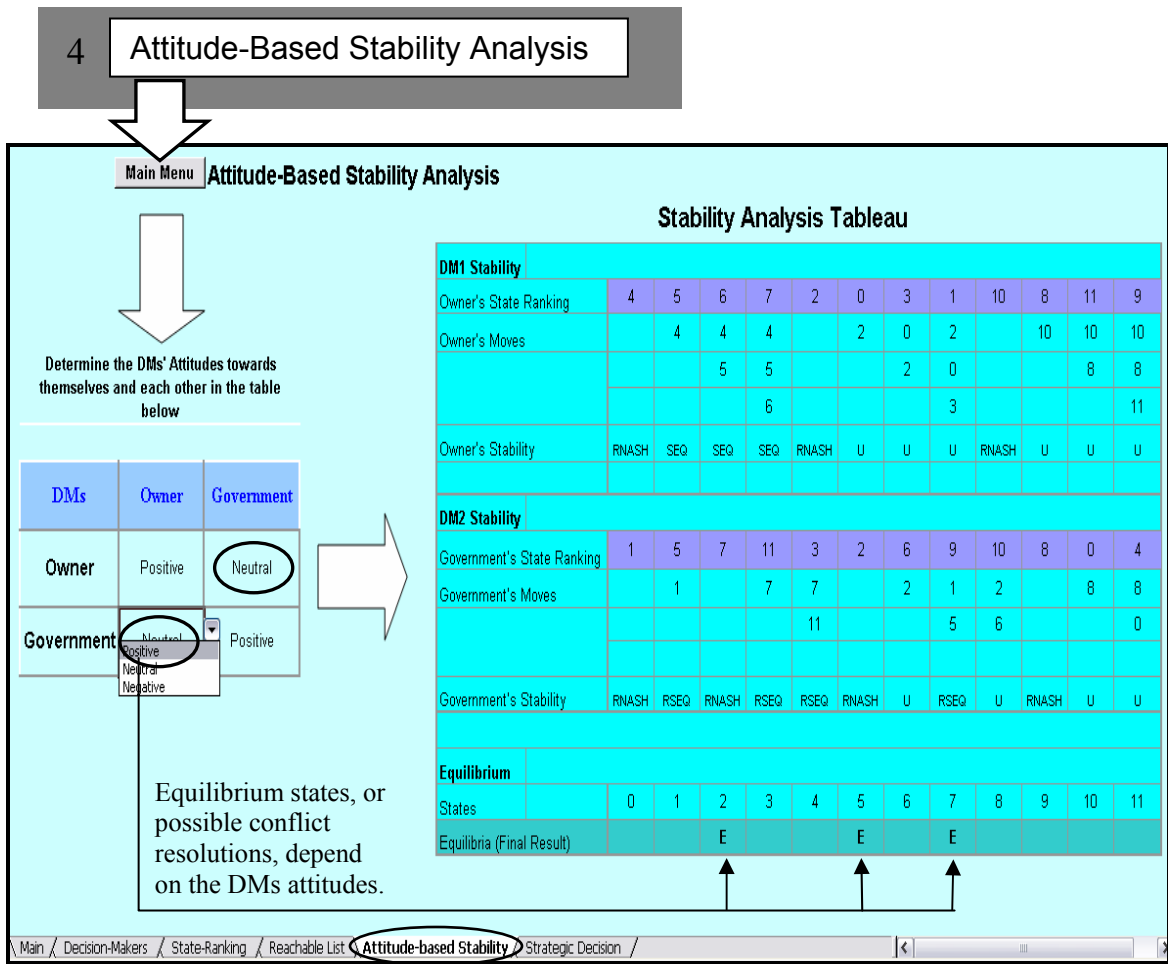 4 Attitude-Based Stability Analysis
Main Menu Attitude-Based Stability Analysis
Stability Analysis Tableau
Determine the DMs' Attitudes towards
themselves and each other in the table
below
DMs Owner Government
Owner Positive Neutral
Government Neutral Positive
Positive
Neutral
Negative
DM1 Stability
Owner's State Ranking 4 5 6 7 2 0 3 1 10 8 11 9
Owner's Moves 4 4 4 2 0 2 10 10 10
5 5 2 0 8 8
6 3 11
Owner's Stability RNASH SEQ SEQ SEQ RNASH U U U RNASH U U U
DM2 Stability
Government's State Ranking 1 5 7 11 3 2 6 9 10 8 0 4
Government's Moves 1 7 7 2 1 2 8 8
11 5 6 0
Government's Stability RNASH RSEQ RNASH RSEQ RSEQ RNASH U RSEQ U RNASH U U
Equilibrium
States 0 1 2 3 4 5 6 7 8 9 10 11
Equilibria (Final Result) E E E
Equilibrium states, or
possible conflict
resolutions, depend
on the DMs attitudes.
Main / Decision-Makers / State-Ranking / Reachable List / Attitude-based Stability / Strategic Decision /